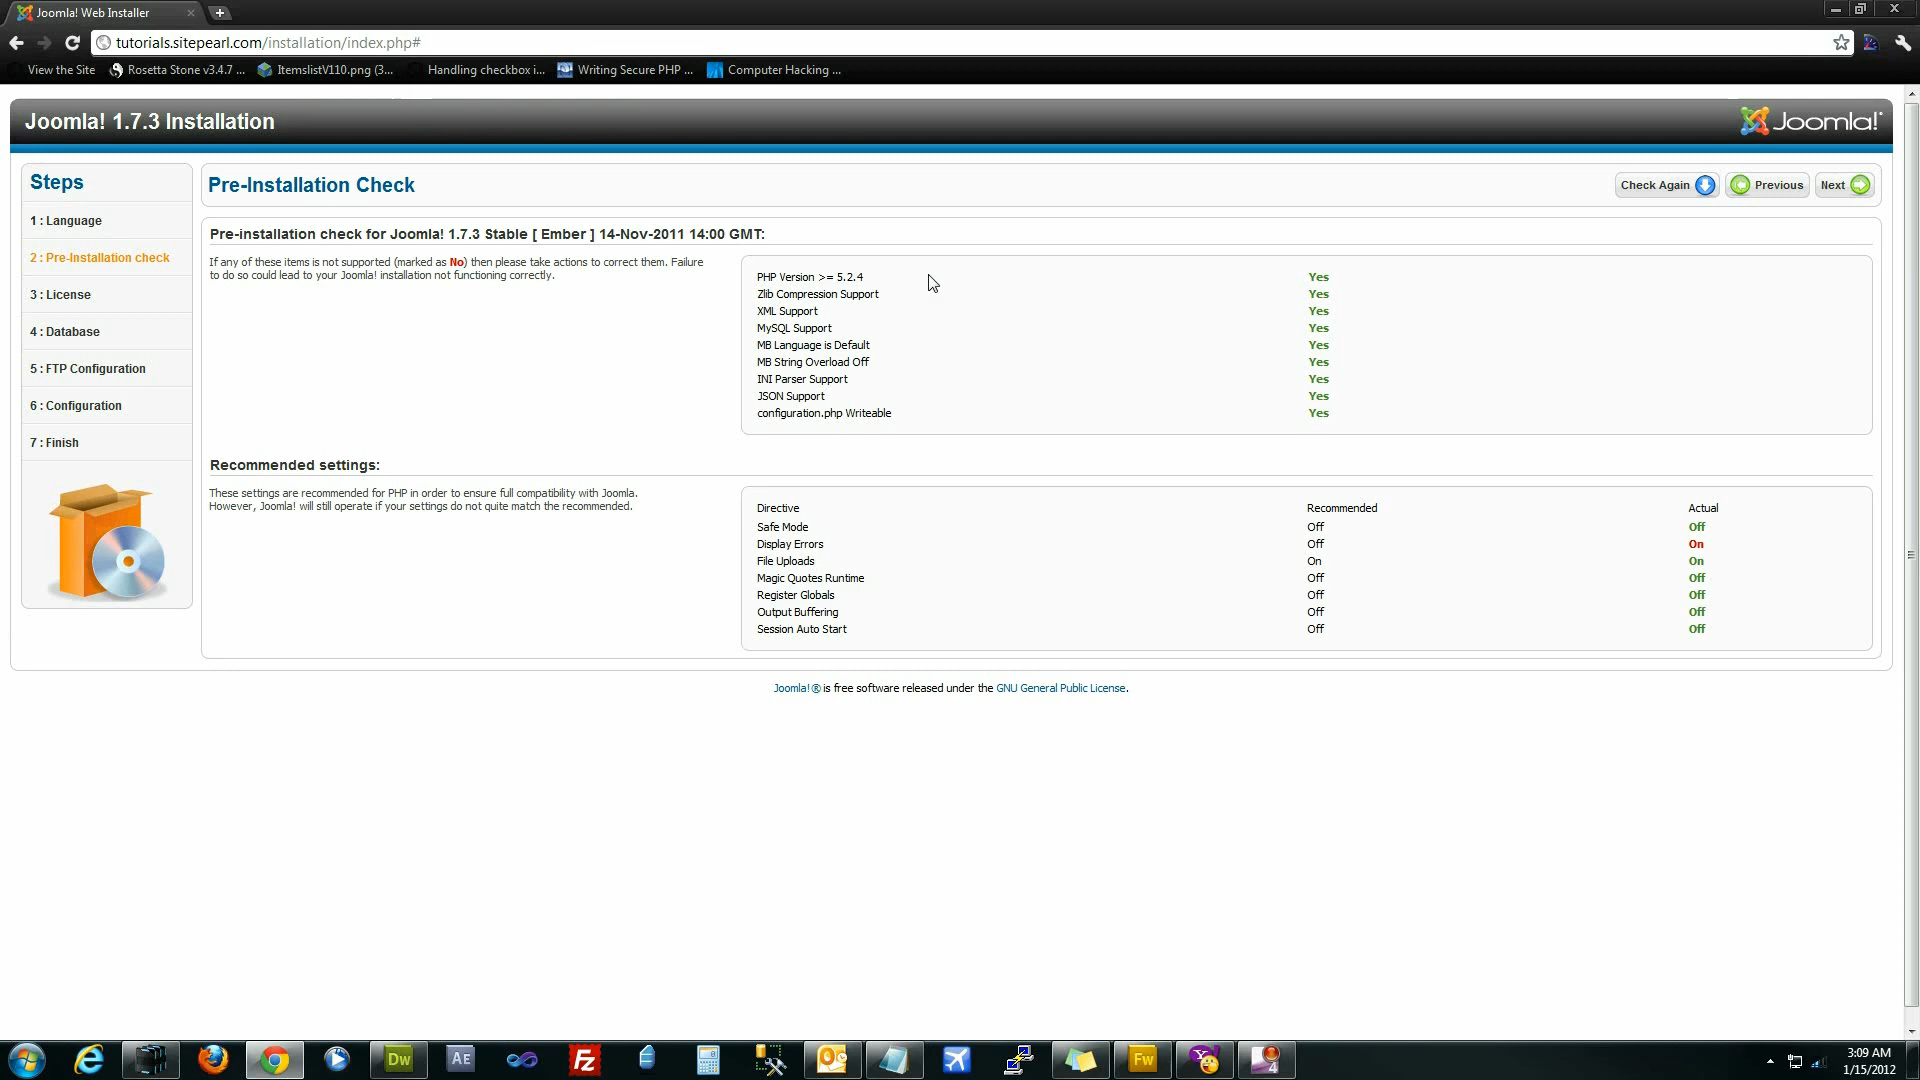 Joomla! Web Installer
tutorials.sitepearl.com/installation/index.php#
View the Site
Rosetta Stone v3.4.7 ...
ItemslistV110.png (3...
Handling checkbox i...
Writing Secure PHP ...
Computer Hacking ...
Joomla! 1.7.3 Installation
Joomla!
Steps
1 : Language
2 : Pre-Installation check
3 : License
4 : Database
5 : FTP Configuration
6 : Configuration
7 : Finish
Pre-Installation Check
Check Again
Previous
Next
Pre-installation check for Joomla! 1.7.3 Stable [ Ember ] 14-Nov-2011 14:00 GMT:
If any of these items is not supported (marked as No) then please take actions to correct them. Failure
to do so could lead to your Joomla! installation not functioning correctly.
PHP Version >= 5.2.4 Yes
Zlib Compression Support Yes
XML Support Yes
MySQL Support Yes
MB Language is Default Yes
MB String Overload Off Yes
INI Parser Support Yes
JSON Support Yes
configuration.php Writeable Yes
Recommended settings:
These settings are recommended for PHP in order to ensure full compatibility with Joomla.
However, Joomla! will still operate if your settings do not quite match the recommended.
Directive Recommended Actual
Safe Mode Off Off
Display Errors Off On
File Uploads On On
Magic Quotes Runtime Off Off
Register Globals Off Off
Output Buffering Off Off
Session Auto Start Off Off
Joomla!® is free software released under the GNU General Public License.
Dw
AE
Fz
Fw
4
3:09 AM
1/15/2012